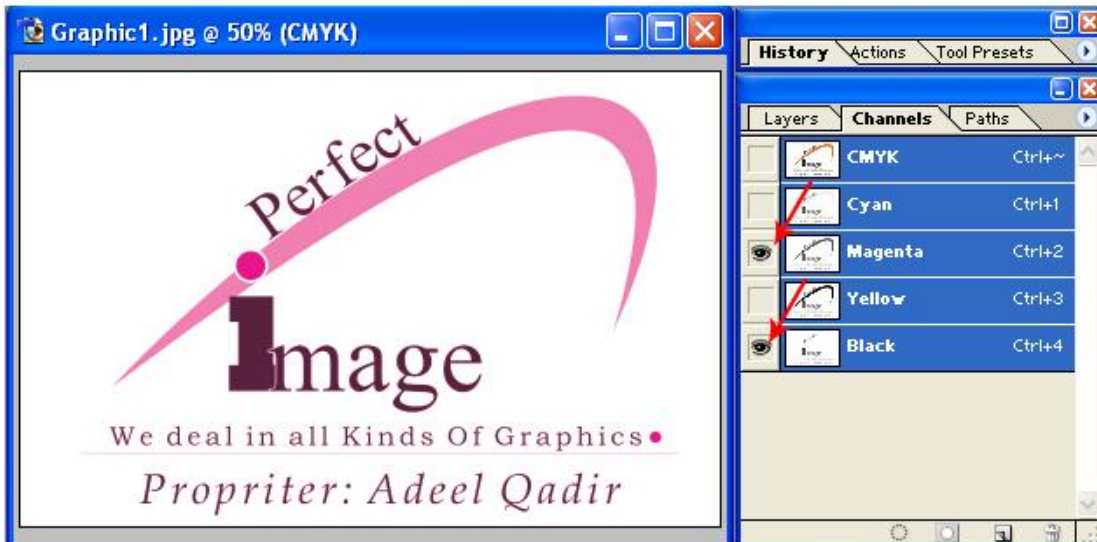 Graphic1.jpg @ 50% (CMYK)
Perfect
Image
We deal in all Kinds Of Graphics
Propriter: Adeel Qadir
History Actions Tool Presets
Layers Channels Paths
CMYK Ctrl+~
Cyan Ctrl+1
Magenta Ctrl+2
Yellow Ctrl+3
Black Ctrl+4